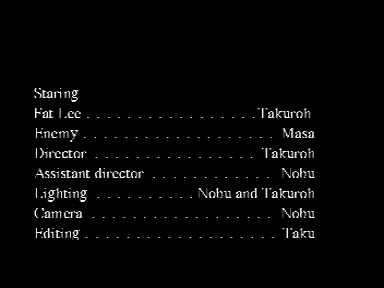 Staring
Fat Lee . . . . . . . . . . . . . . . . . Takuroh
Enemy . . . . . . . . . . . . . . . . . . . Masa
Director . . . . . . . . . . . . . . . . Takuroh
Assistant director . . . . . . . . . . . . Nobu
Lighting . . . . . . . . . . Nobu and Takuroh
Camera . . . . . . . . . . . . . . . . . . Nobu
Editing . . . . . . . . . . . . . . . . . . . Taku